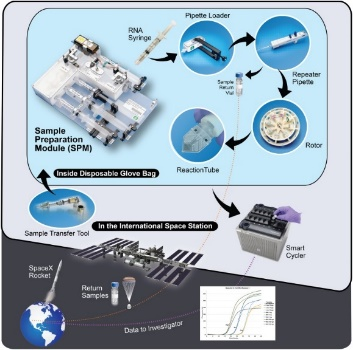 RNA
Syringe
Pipette Loader
Sample
Return
Vial
Repeater
Pipette
Sample
Preparation
Module (SPM)
ReactionTube
Rotor
Inside Disposable Glove Bag
Sample Transfer Tool
In the International Space Station
Smart
Cycler
SpaceX
Rocket
Return
Samples
Data to Investigator